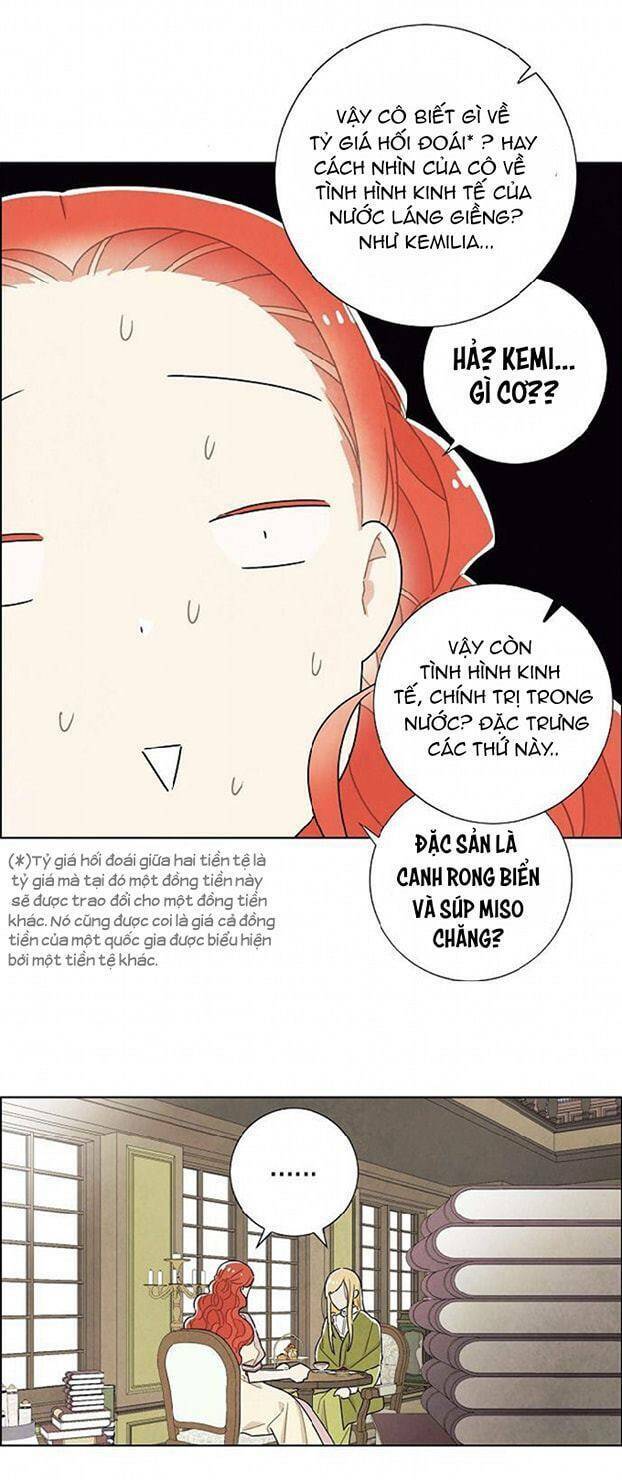 VẬY CÔ BIẾT GÌ VỀ
TỶ GIÁ HỐI ĐOÁI* ? HAY
CÁCH NHÌN CỦA CÔ VỀ
TÌNH HÌNH KINH TẾ CỦA
NƯỚC LÁNG GIỀNG?
NHƯ KEMILIA...
HẢ? KEMI...
GÌ CƠ??
VẬY CÒN
TÌNH HÌNH KINH
TẾ, CHÍNH TRỊ TRONG
NƯỚC? ĐẶC TRƯNG
CÁC THỨ NÀY..
ĐẶC SẢN LÀ
CANH RONG BIỂN
VÀ SÚP MISO
CHĂNG?
(*)Tỷ giá hối đoái giữa hai tiền tệ là
tỷ giá mà tại đó một đồng tiền này
sẽ được trao đổi cho một đồng tiền
khác. Nó cũng được coi là giá cả đồng
tiền của một quốc gia được biểu hiện
bởi một tiền tệ khác.
......